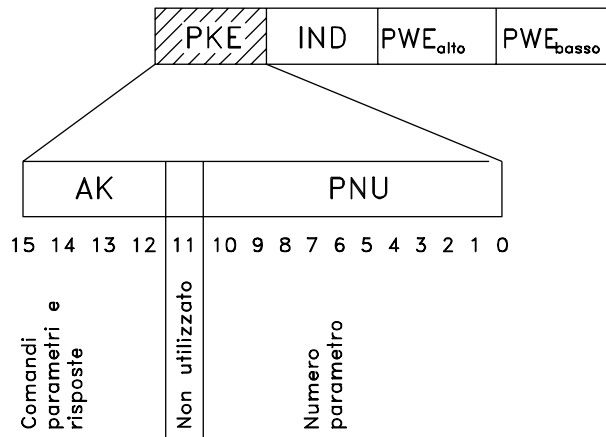 PKE IND PWEalto PWEbasso
AK PNU
15 14 13 12 11 10 9 8 7 6 5 4 3 2 1 0
Comandi
parametri e
risposte
Non utilizzato
Numero
parametro